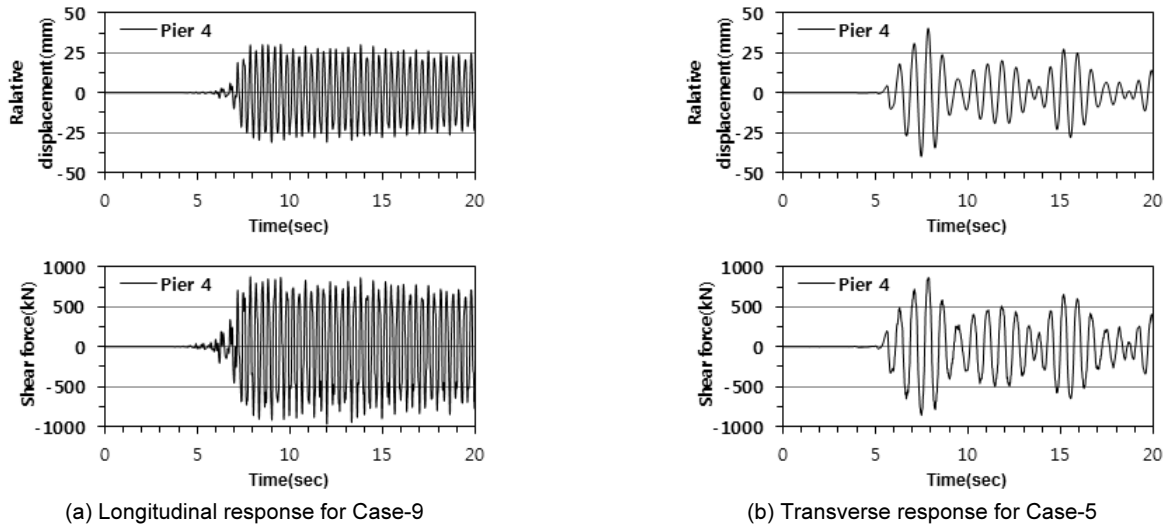 Pier 4
50
25
0
-25
-50
Ralative
displacement(mm)
0 5 10 15 20
Time(sec)
Pier 4
1000
500
0
-500
-1000
Shear force(kN)
0 5 10 15 20
Time(sec)
(a) Longitudinal response for Case-9
Pier 4
50
25
0
-25
-50
Ralative
displacement(mm)
0 5 10 15 20
Time(sec)
Pier 4
1000
500
0
-500
-1000
Shear force(kN)
0 5 10 15 20
Time(sec)
(b) Transverse response for Case-5